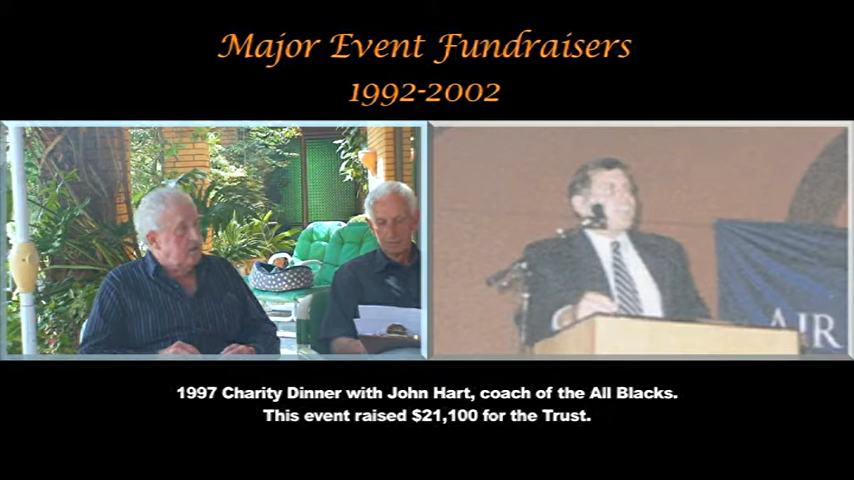 Major Event Fundraisers
1992-2002
AIR
1997 Charity Dinner with John Hart, coach of the All Blacks.
This event raised $21,100 for the Trust.